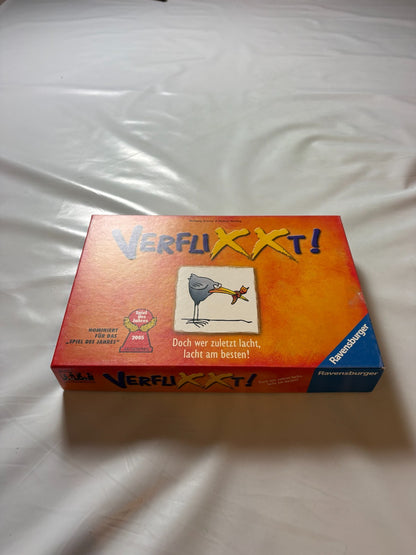 VERFLIXXT!
NOMINIERT
FÜR DAS
„SPIEL DES JAHRES"
Spiel
des
Jahres
2005
Doch wer zuletzt lacht,
lacht am besten!
Ravensburger
VERFLIXXT!
Ravensburger